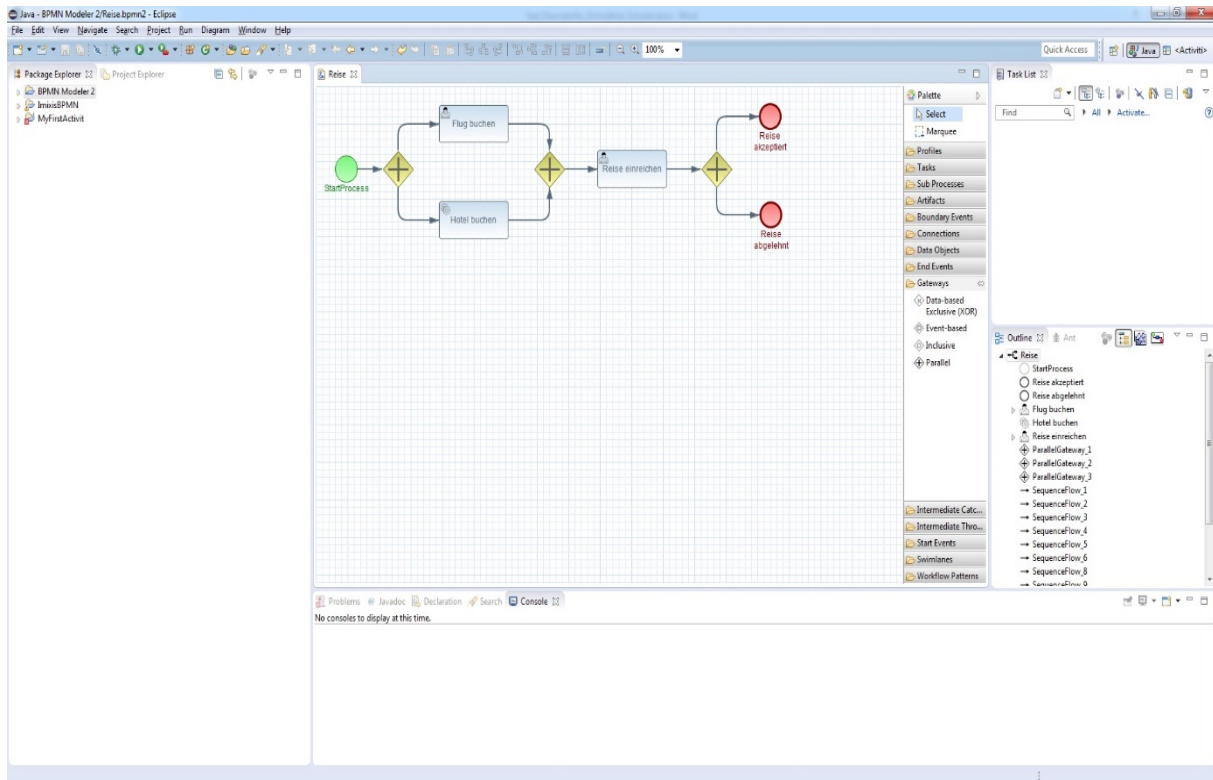 Java - BPMN Modeler 2/Reise.bpmn2 - Eclipse
File Edit View Navigate Search Project Run Diagram Window Help
100%
Quick Access
Java
<Activiti>
Package Explorer
Project Explorer
BPMN Modeler 2
ImixisBPMN
MyFirstActivit
Reise
StartProcess
Flug buchen
Hotel buchen
Reise einreichen
Reise
akzeptiert
Reise
abgelehnt
Palette
Select
Marquee
Profiles
Tasks
Sub Processes
Artifacts
Boundary Events
Connections
Data Objects
End Events
Gateways
Data-based
Exclusive (XOR)
Event-based
Inclusive
Parallel
Intermediate Catc...
Intermediate Thro...
Start Events
Swimlanes
Workflow Patterns
Task List
Find
All
Activate...
Outline
Ant
Reise
StartProcess
Reise akzeptiert
Reise abgelehnt
Flug buchen
Hotel buchen
Reise einreichen
ParallelGateway_1
ParallelGateway_2
ParallelGateway_3
SequenceFlow_1
SequenceFlow_2
SequenceFlow_3
SequenceFlow_4
SequenceFlow_5
SequenceFlow_6
SequenceFlow_8
SequenceFlow_9
Problems
Javadoc
Declaration
Search
Console
No consoles to display at this time.